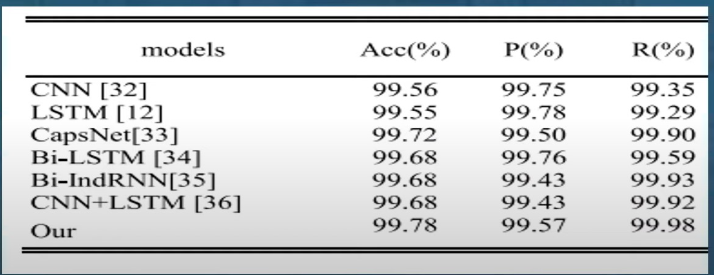 models Acc(%) P(%) R(%)
CNN [32] 99.56 99.75 99.35
LSTM [12] 99.55 99.78 99.29
CapsNet[33] 99.72 99.50 99.90
Bi-LSTM [34] 99.68 99.76 99.59
Bi-IndRNN[35] 99.68 99.43 99.93
CNN+LSTM [36] 99.68 99.43 99.92
Our 99.78 99.57 99.98